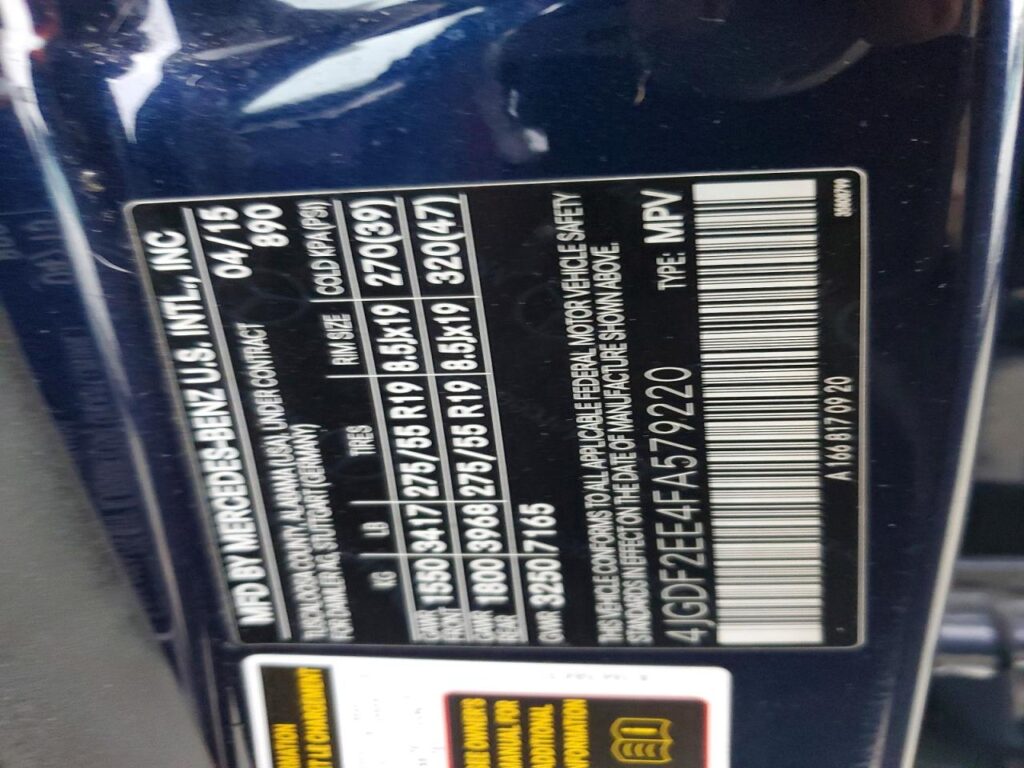 MFD BY MERCEDES-BENZ U.S. INTL., INC
TUSCALOOSA COUNTY, ALABAMA (USA), UNDER CONTRACT 04/15
FOR DAIMLER AG, STUTTGART (GERMANY) 890
KG LB TIRES RIM SIZE COLD KPA (PSI)
GAWR FRONT 1550 3417 275/55 R19 8.5Jx19 270(39)
GAWR REAR 1800 3968 275/55 R19 8.5Jx19 320(47)
GVWR 3250 7165
THIS VEHICLE CONFORMS TO ALL APPLICABLE FEDERAL MOTOR VEHICLE SAFETY
STANDARDS IN EFFECT ON THE DATE OF MANUFACTURE SHOWN ABOVE.
4JGDF2EE4FA579220 TYPE: MPV
A 166 817 09 20
MANUAL FOR